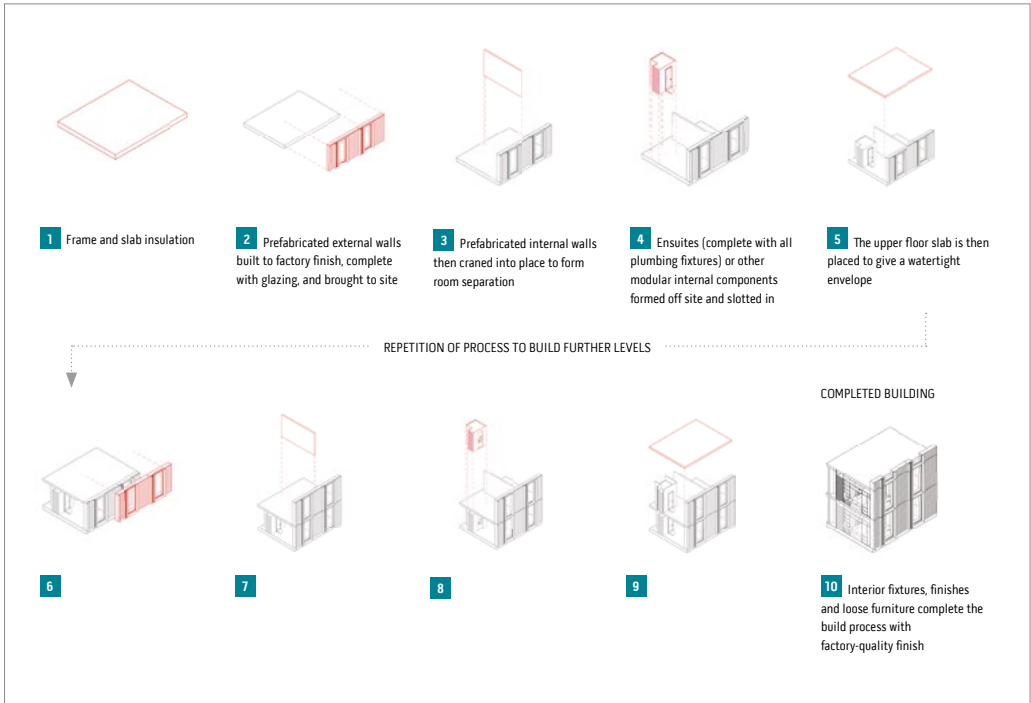 1 Frame and slab insulation
2 Prefabricated external walls
built to factory finish, complete
with glazing, and brought to site
3 Prefabricated internal walls
then craned into place to form
room separation
4 Ensuites (complete with all
plumbing fixtures) or other
modular internal components
formed off site and slotted in
5 The upper floor slab is then
placed to give a watertight
envelope
REPETITION OF PROCESS TO BUILD FURTHER LEVELS
COMPLETED BUILDING
6
7
8
9
10 Interior fixtures, finishes
and loose furniture complete the
build process with
factory-quality finish